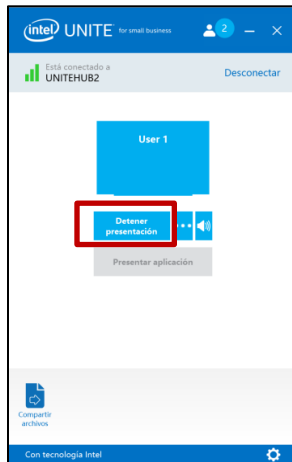 intel UNITE for small business 2
Está conectado a
UNITEHUB2
Desconectar
User 1
Detener
presentación
Presentar aplicación
Compartir
archivos
Con tecnología Intel